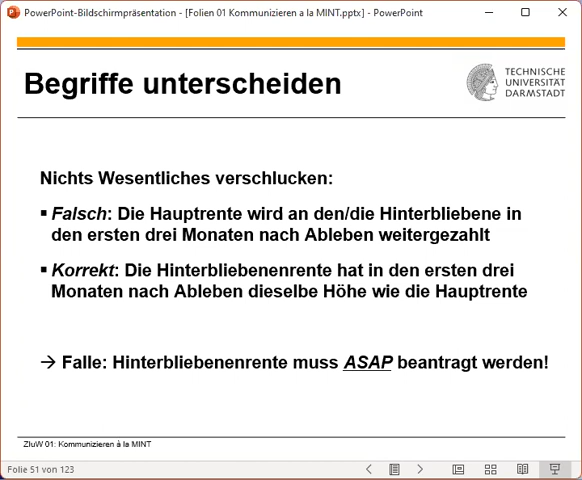 PowerPoint-Bildschirmpräsentation - [Folien 01 Kommunizieren a la MINT.pptx] - PowerPoint
Begriffe unterscheiden
TECHNISCHE
UNIVERSITÄT
DARMSTADT
Nichts Wesentliches verschlucken:
▪ Falsch: Die Hauptrente wird an den/die Hinterbliebene in
den ersten drei Monaten nach Ableben weitergezahlt
▪ Korrekt: Die Hinterbliebenenrente hat in den ersten drei
Monaten nach Ableben dieselbe Höhe wie die Hauptrente
→ Falle: Hinterbliebenenrente muss ASAP beantragt werden!
ZIuW 01: Kommunizieren à la MINT
Folie 51 von 123